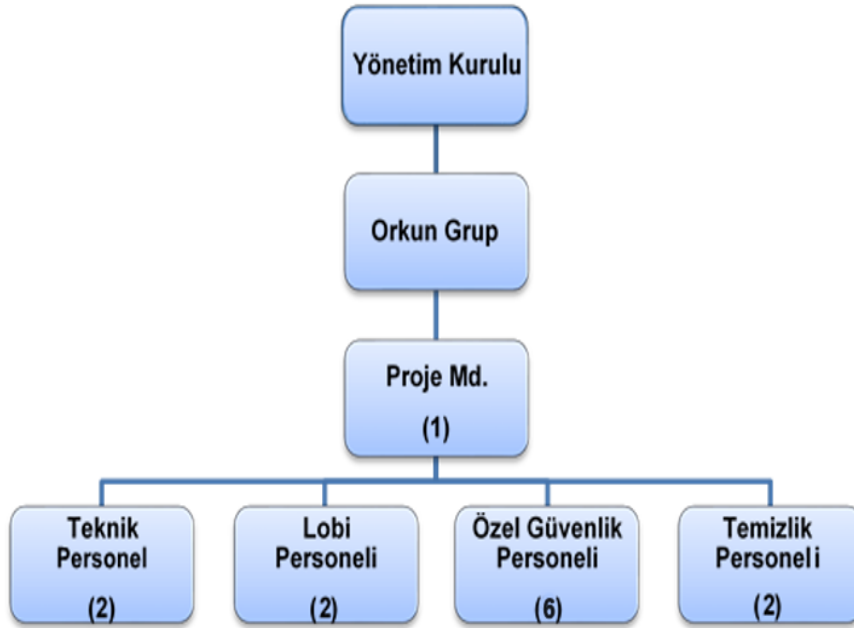 Yönetim Kurulu
Orkun Grup
Proje Md.
(1)
Teknik
Personel
(2)
Lobi
Personeli
(2)
Özel Güvenlik
Personeli
(6)
Temizlik
Personeli
(2)